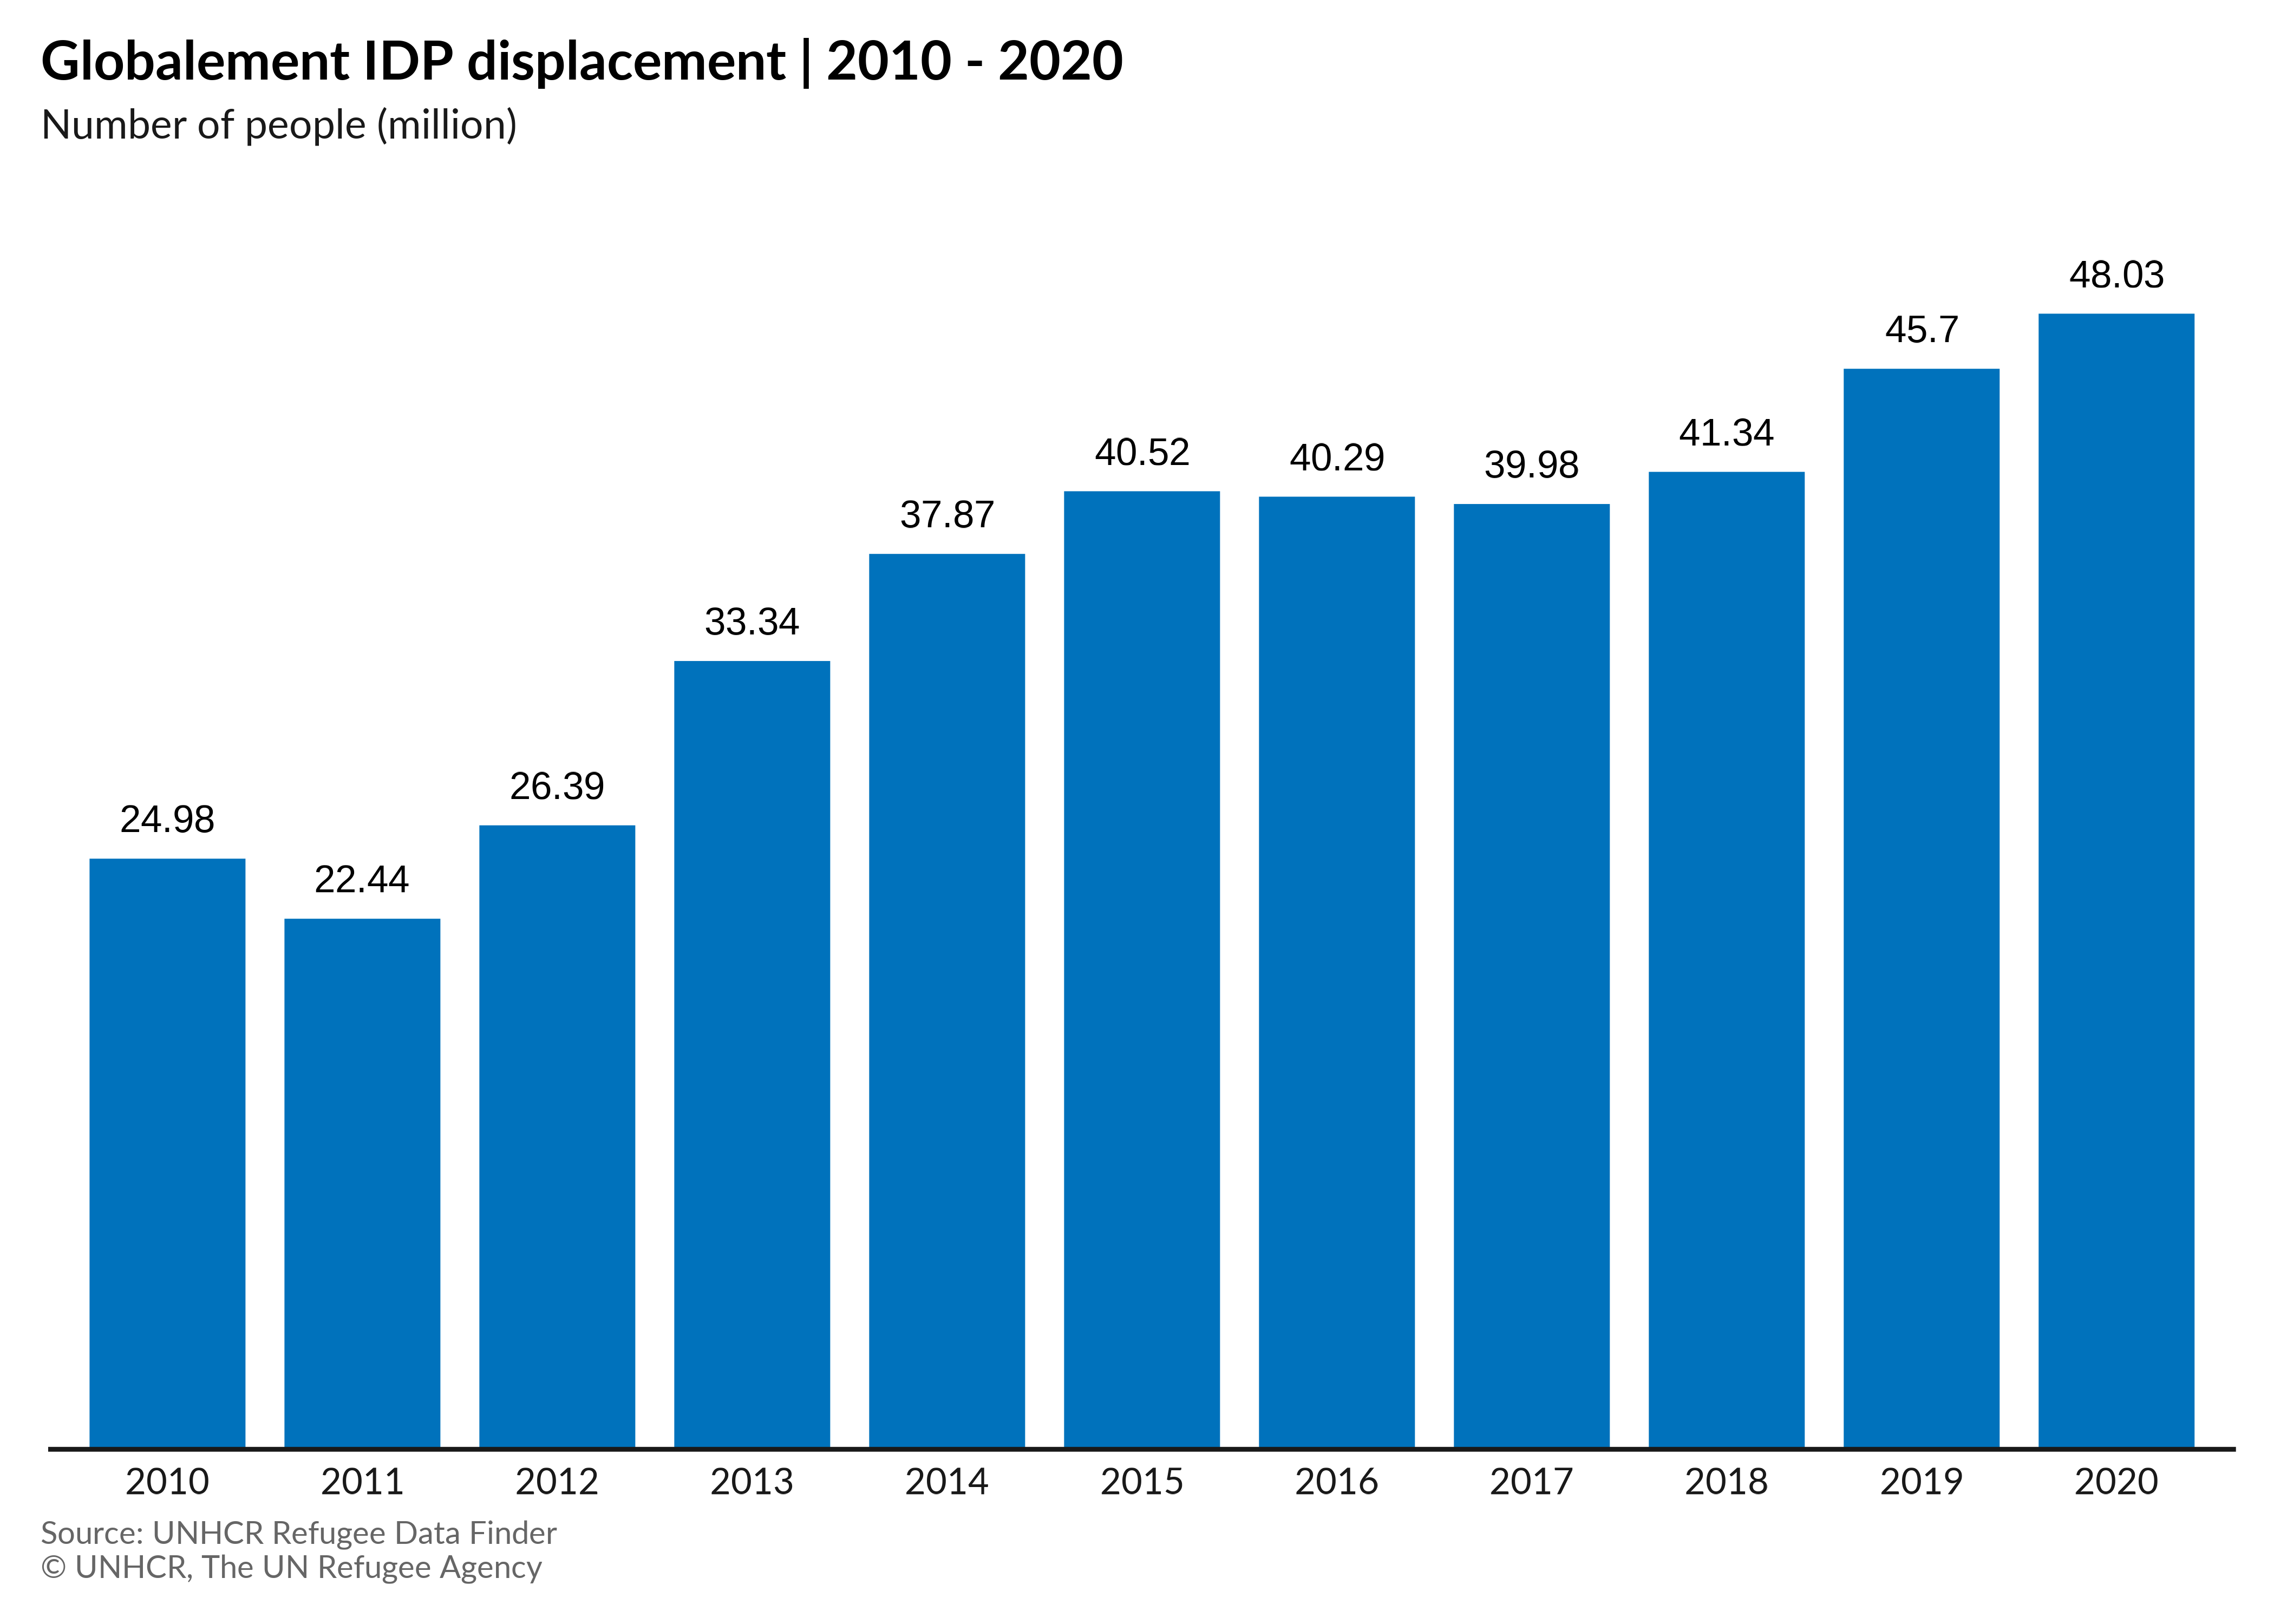 Globalement IDP displacement | 2010 - 2020
Number of people (million)
24.98
22.44
26.39
33.34
37.87
40.52
40.29
39.98
41.34
45.7
48.03
2010 2011 2012 2013 2014 2015 2016 2017 2018 2019 2020
Source: UNHCR Refugee Data Finder
© UNHCR, The UN Refugee Agency